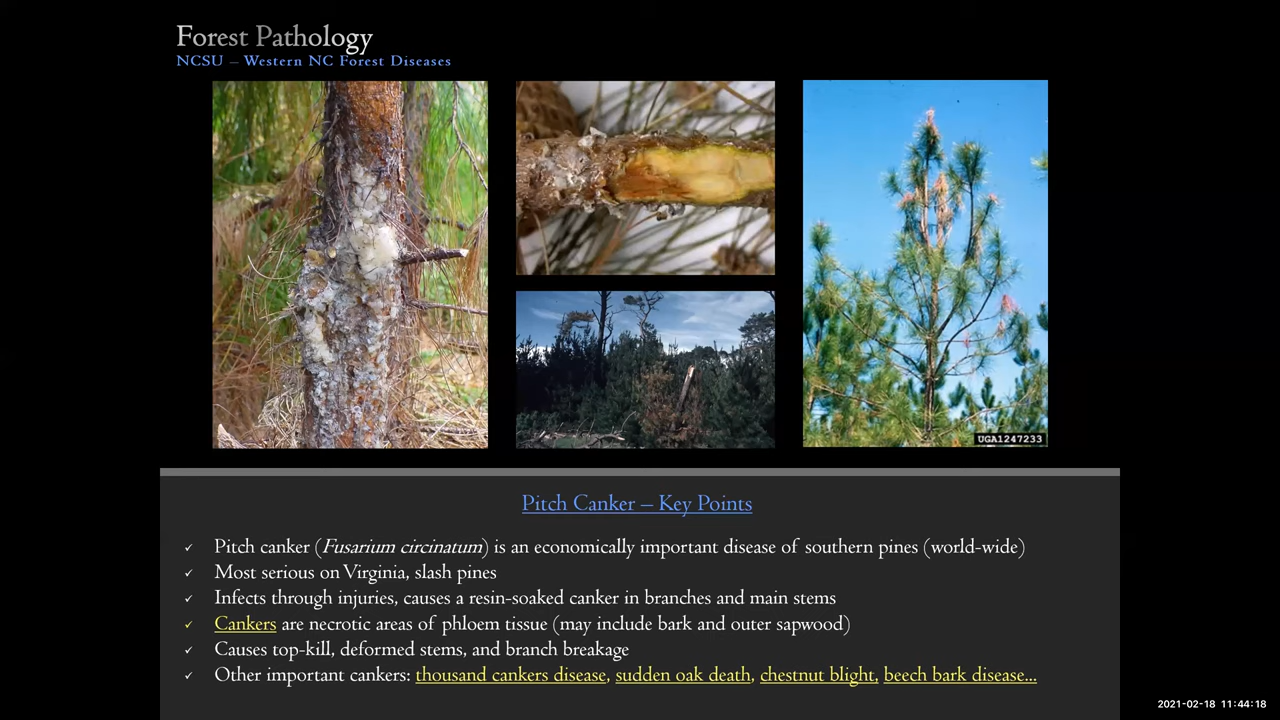 Forest Pathology
NCSU – Western NC Forest Diseases
UGA1247233
Pitch Canker – Key Points
✓ Pitch canker (Fusarium circinatum) is an economically important disease of southern pines (world-wide)
✓ Most serious on Virginia, slash pines
✓ Infects through injuries, causes a resin-soaked canker in branches and main stems
✓ Cankers are necrotic areas of phloem tissue (may include bark and outer sapwood)
✓ Causes top-kill, deformed stems, and branch breakage
✓ Other important cankers: thousand cankers disease, sudden oak death, chestnut blight, beech bark disease...
2021-02-18 11:44:18